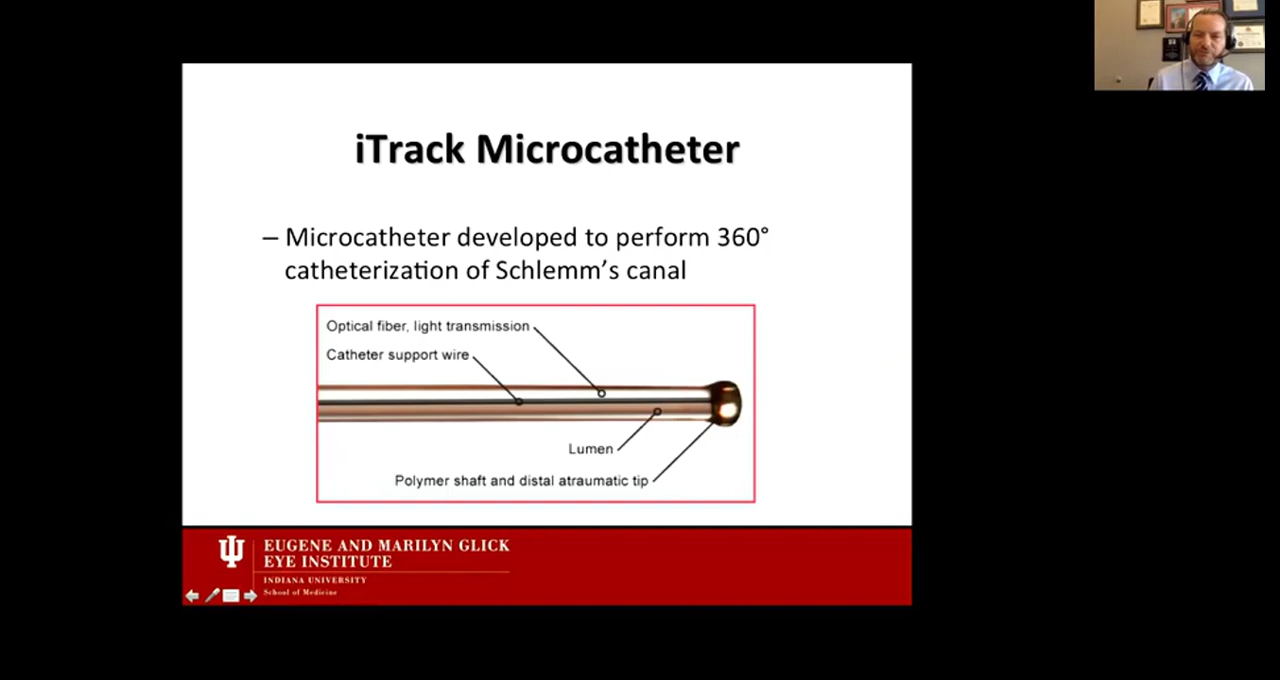 iTrack Microcatheter
– Microcatheter developed to perform 360°
catheterization of Schlemm's canal
Optical fiber, light transmission
Catheter support wire
Lumen
Polymer shaft and distal atraumatic tip
EUGENE AND MARILYN GLICK
EYE INSTITUTE
INDIANA UNIVERSITY
School of Medicine